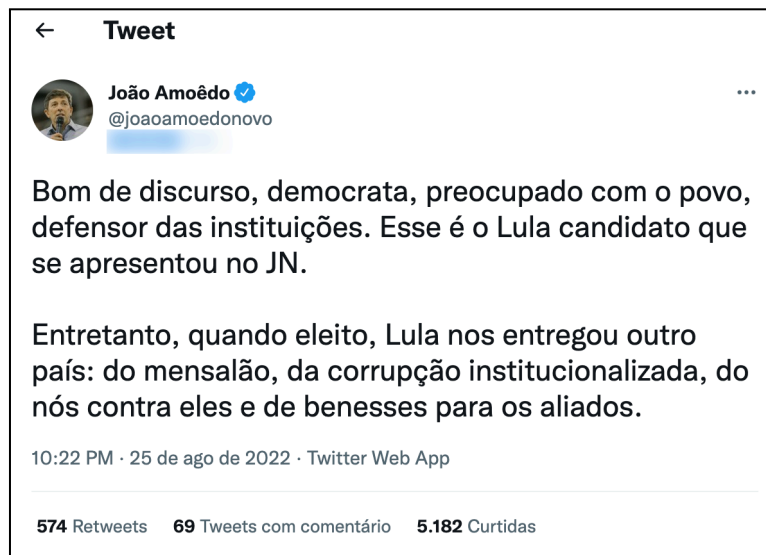 Tweet
João Amoêdo
@joaoamoedonovo
Bom de discurso, democrata, preocupado com o povo,
defensor das instituições. Esse é o Lula candidato que
se apresentou no JN.
Entretanto, quando eleito, Lula nos entregou outro
país: do mensalão, da corrupção institucionalizada, do
nós contra eles e de benesses para os aliados.
10:22 PM · 25 de ago de 2022 · Twitter Web App
574 Retweets 69 Tweets com comentário 5.182 Curtidas